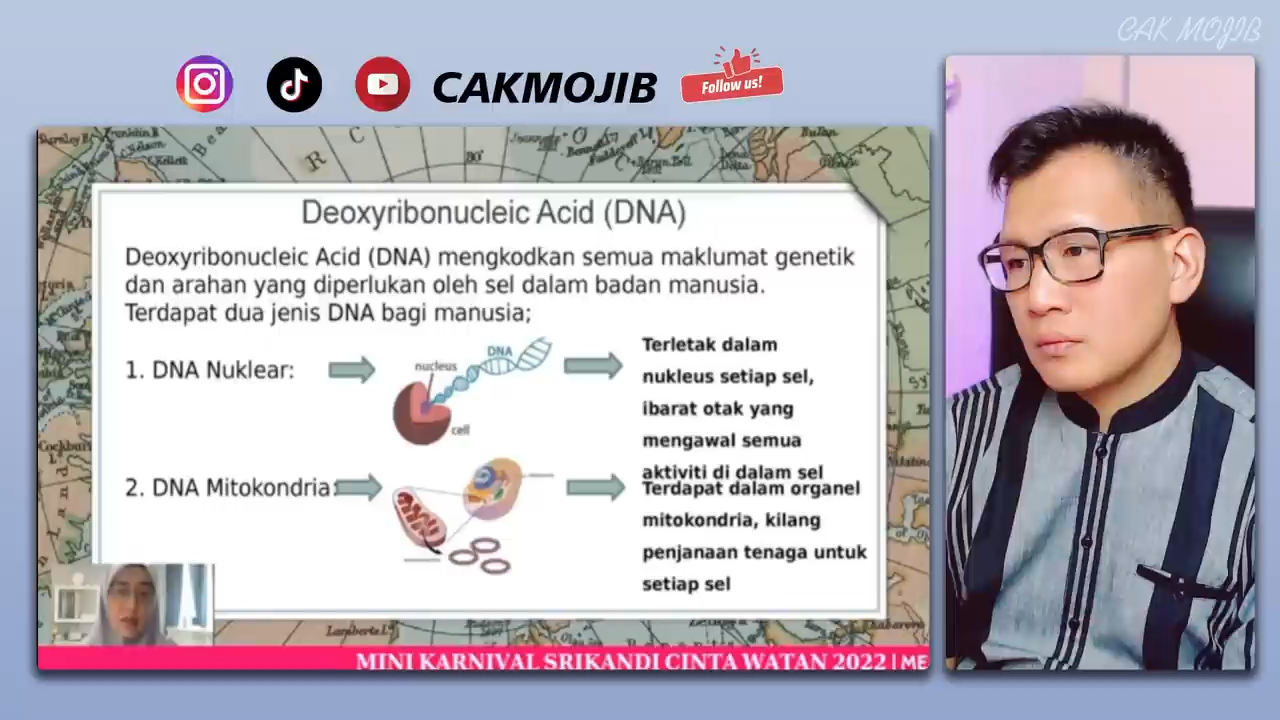 CAK MOJIB
CAKMOJIB
Follow us!
R
C
80°
Deoxyribonucleic Acid (DNA)
Deoxyribonucleic Acid (DNA) mengkodkan semua maklumat genetik
dan arahan yang diperlukan oleh sel dalam badan manusia.
Terdapat dua jenis DNA bagi manusia;
1. DNA Nuklear:
nucleus
DNA
cell
Terletak dalam
nukleus setiap sel,
ibarat otak yang
mengawal semua
aktiviti di dalam sel
2. DNA Mitokondria:
Terdapat dalam organel
mitokondria, kilang
penjanaan tenaga untuk
setiap sel
MINI KARNIVAL SRIKANDI CINTA WATAN 2022 | ME